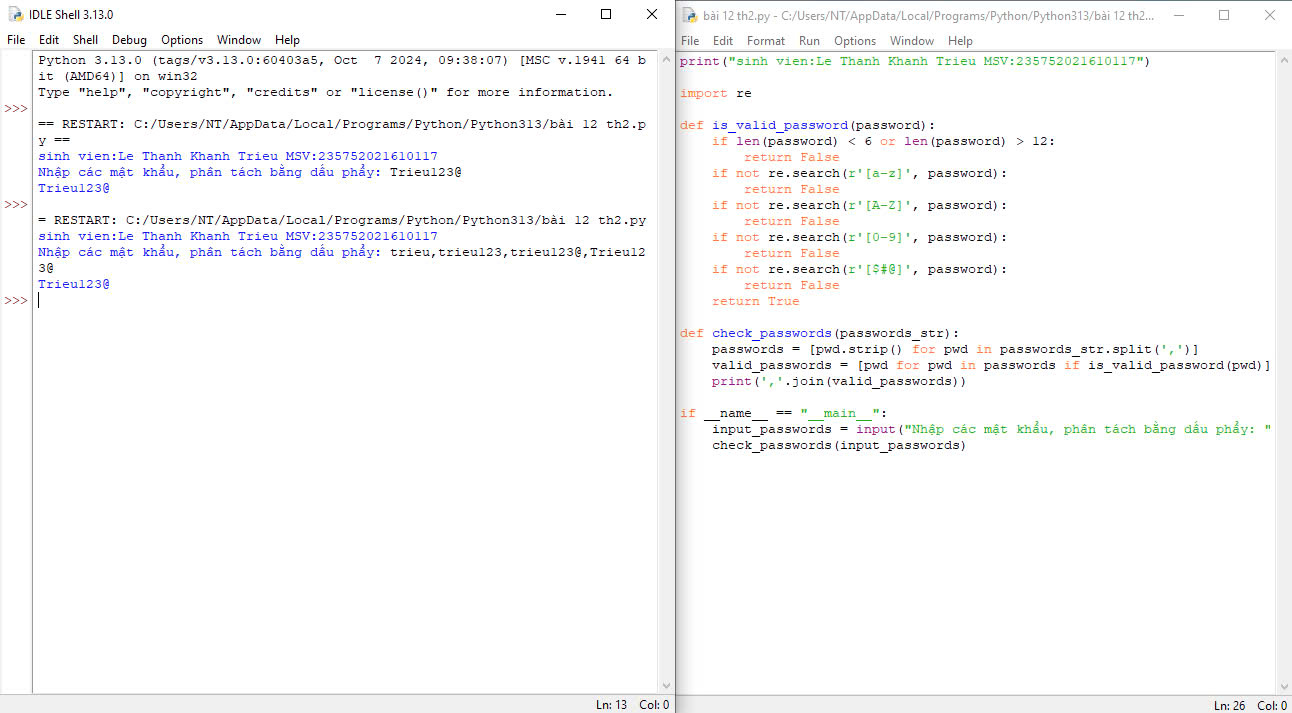 IDLE Shell 3.13.0
File Edit Shell Debug Options Window Help
Python 3.13.0 (tags/v3.13.0:60403a5, Oct  7 2024, 09:38:07) [MSC v.1941 64 b
it (AMD64)] on win32
Type "help", "copyright", "credits" or "license()" for more information.
>>>
== RESTART: C:/Users/NT/AppData/Local/Programs/Python/Python313/bài 12 th2.p
y ==
sinh vien:Le Thanh Khanh Trieu MSV:235752021610117
Nhập các mật khẩu, phân tách bằng dấu phẩy: Trieu123@
Trieu123@
>>>
= RESTART: C:/Users/NT/AppData/Local/Programs/Python/Python313/bài 12 th2.py
sinh vien:Le Thanh Khanh Trieu MSV:235752021610117
Nhập các mật khẩu, phân tách bằng dấu phẩy: trieu,trieu123,trieu123@,Trieu12
3@
Trieu123@
>>>
Ln: 13 Col: 0
bài 12 th2.py - C:/Users/NT/AppData/Local/Programs/Python/Python313/bài 12 th2...
File Edit Format Run Options Window Help
print("sinh vien:Le Thanh Khanh Trieu MSV:235752021610117")
import re
def is_valid_password(password):
    if len(password) < 6 or len(password) > 12:
        return False
    if not re.search(r'[a-z]', password):
        return False
    if not re.search(r'[A-Z]', password):
        return False
    if not re.search(r'[0-9]', password):
        return False
    if not re.search(r'[$#@]', password):
        return False
    return True
def check_passwords(passwords_str):
    passwords = [pwd.strip() for pwd in passwords_str.split(',')]
    valid_passwords = [pwd for pwd in passwords if is_valid_password(pwd)]
    print(','.join(valid_passwords))
if __name__ == "__main__":
    input_passwords = input("Nhập các mật khẩu, phân tách bằng dấu phẩy: "
    check_passwords(input_passwords)
Ln: 26 Col: 0